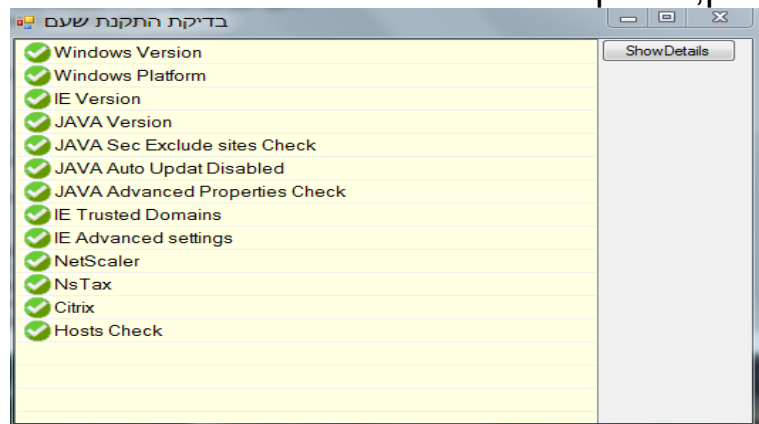 בדיקת התקנת שעם
ShowDetails
Windows Version
Windows Platform
IE Version
JAVA Version
JAVA Sec Exclude sites Check
JAVA Auto Updat Disabled
JAVA Advanced Properties Check
IE Trusted Domains
IE Advanced settings
NetScaler
NsTax
Citrix
Hosts Check